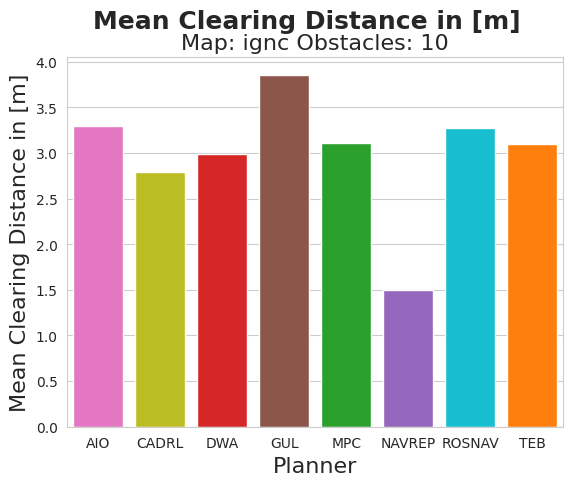 Mean Clearing Distance in [m]
Map: ignc Obstacles: 10
Mean Clearing Distance in [m]
4.0
3.5
3.0
2.5
2.0
1.5
1.0
0.5
0.0
AIO CADRL DWA GUL MPC NAVREP ROSNAV TEB
Planner